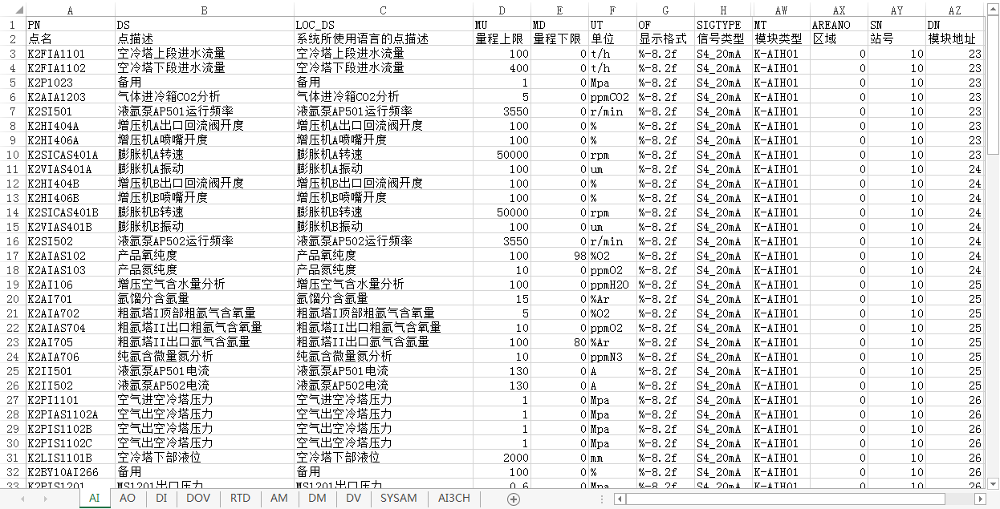 A B C D E F G H AW AX AY AZ
1 PN DS LOC_DS MU MD UT OF SIGTYPE MT AREANO SN DN
2 点名 点描述 系统所使用语言的点描述 量程上限 量程下限 单位 显示格式 信号类型 模块类型 区域 站号 模块地址
3 K2FIA1101 空冷塔上段进水流量 空冷塔上段进水流量 100 0 t/h %-8.2f S4_20mA K-AIH01 0 10 23
4 K2FIA1102 空冷塔下段进水流量 空冷塔下段进水流量 400 0 t/h %-8.2f S4_20mA K-AIH01 0 10 23
5 K2P1023 备用 备用 1 0 Mpa %-8.2f S4_20mA K-AIH01 0 10 23
6 K2AIA1203 气体进冷箱CO2分析 气体进冷箱CO2分析 5 0 ppmCO2 %-8.2f S4_20mA K-AIH01 0 10 23
7 K2SI501 液氩泵AP501运行频率 液氩泵AP501运行频率 3550 0 r/min %-8.2f S4_20mA K-AIH01 0 10 23
8 K2HI404A 增压机A出口回流阀开度 增压机A出口回流阀开度 100 0 % %-8.2f S4_20mA K-AIH01 0 10 23
9 K2HI406A 增压机A喷嘴开度 增压机A喷嘴开度 100 0 % %-8.2f S4_20mA K-AIH01 0 10 23
10 K2SICAS401A 膨胀机A转速 膨胀机A转速 50000 0 rpm %-8.2f S4_20mA K-AIH01 0 10 23
11 K2VIAS401A 膨胀机A振动 膨胀机A振动 100 0 um %-8.2f S4_20mA K-AIH01 0 10 24
12 K2HI404B 增压机B出口回流阀开度 增压机B出口回流阀开度 100 0 % %-8.2f S4_20mA K-AIH01 0 10 24
13 K2HI406B 增压机B喷嘴开度 增压机B喷嘴开度 100 0 % %-8.2f S4_20mA K-AIH01 0 10 24
14 K2SICAS401B 膨胀机B转速 膨胀机B转速 50000 0 rpm %-8.2f S4_20mA K-AIH01 0 10 24
15 K2VIAS401B 膨胀机B振动 膨胀机B振动 100 0 um %-8.2f S4_20mA K-AIH01 0 10 24
16 K2SI502 液氩泵AP502运行频率 液氩泵AP502运行频率 3550 0 r/min %-8.2f S4_20mA K-AIH01 0 10 24
17 K2AIAS102 产品氧纯度 产品氧纯度 100 98 %O2 %-8.2f S4_20mA K-AIH01 0 10 24
18 K2AIAS103 产品氮纯度 产品氮纯度 10 0 ppmO2 %-8.2f S4_20mA K-AIH01 0 10 24
19 K2AI106 增压空气含水量分析 增压空气含水量分析 100 0 ppmH2O %-8.2f S4_20mA K-AIH01 0 10 25
20 K2AI701 氩馏分含氩量 氩馏分含氩量 15 0 %Ar %-8.2f S4_20mA K-AIH01 0 10 25
21 K2AIA702 粗氩塔I顶部粗氩气含氧量 粗氩塔I顶部粗氩气含氧量 5 0 %O2 %-8.2f S4_20mA K-AIH01 0 10 25
22 K2AIAS704 粗氩塔II出口粗氩气含氧量 粗氩塔II出口粗氩气含氧量 10 0 ppmO2 %-8.2f S4_20mA K-AIH01 0 10 25
23 K2AI705 粗氩塔II出口氩气含氩量 粗氩塔II出口氩气含氩量 100 80 %Ar %-8.2f S4_20mA K-AIH01 0 10 25
24 K2AIA706 纯氩含微量氮分析 纯氩含微量氮分析 10 0 ppmN3 %-8.2f S4_20mA K-AIH01 0 10 25
25 K2II501 液氩泵AP501电流 液氩泵AP501电流 130 0 A %-8.2f S4_20mA K-AIH01 0 10 25
26 K2II502 液氩泵AP502电流 液氩泵AP502电流 130 0 A %-8.2f S4_20mA K-AIH01 0 10 25
27 K2PI1101 空气进空冷塔压力 空气进空冷塔压力 1 0 Mpa %-8.2f S4_20mA K-AIH01 0 10 26
28 K2PIAS1102A 空气出空冷塔压力 空气出空冷塔压力 1 0 Mpa %-8.2f S4_20mA K-AIH01 0 10 26
29 K2PIS1102B 空气出空冷塔压力 空气出空冷塔压力 1 0 Mpa %-8.2f S4_20mA K-AIH01 0 10 26
30 K2PIS1102C 空气出空冷塔压力 空气出空冷塔压力 1 0 Mpa %-8.2f S4_20mA K-AIH01 0 10 26
31 K2LIS1101B 空冷塔下部液位 空冷塔下部液位 2000 0 mm %-8.2f S4_20mA K-AIH01 0 10 26
32 K2BY10AI266 备用 备用 100 0 % %-8.2f S4_20mA K-AIH01 0 10 26
33 K2PIS1201 MS1201出口压力 MS1201出口压力 0.6 0 Mpa %-8.2f S4_20mA K-AIH01 0 10 26
AI AO DI DOV RTD AM DM DV SYSAM AI3CH